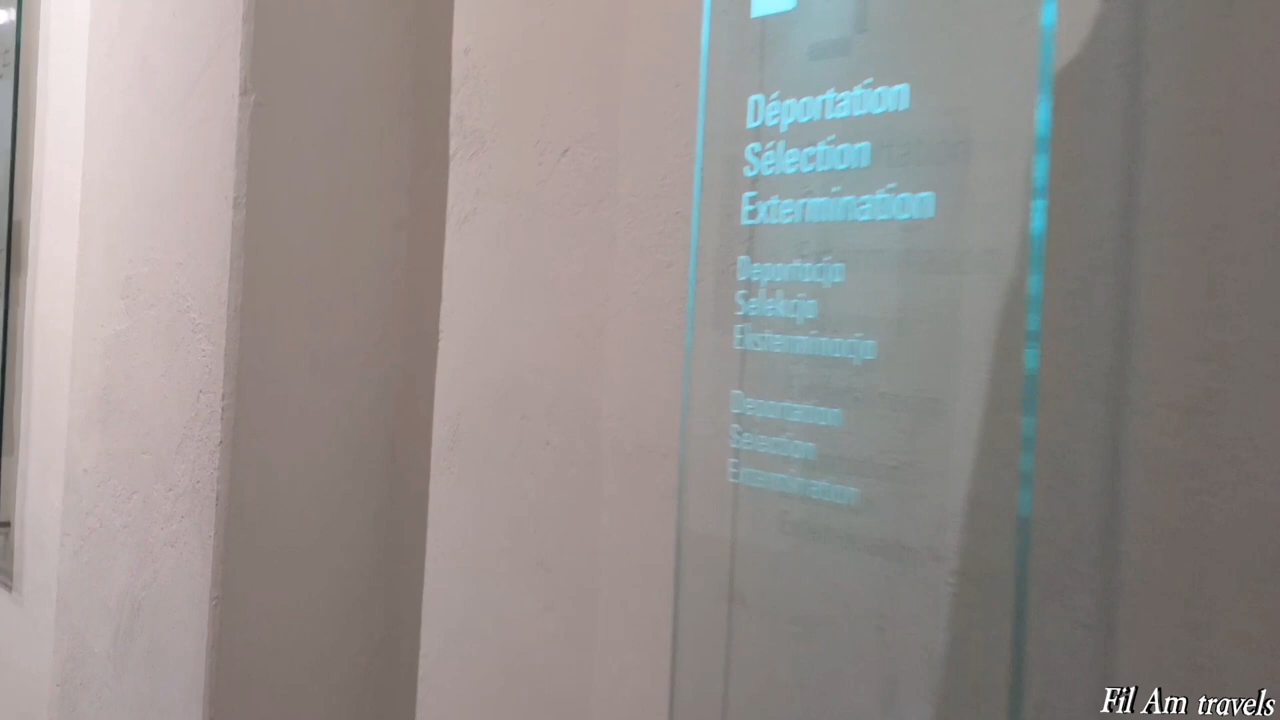 Déportation
Sélection
Extermination
Deportacja
Selekcja
Eksterminacja
Deportation
Selection
Extermination
Fil Am travels